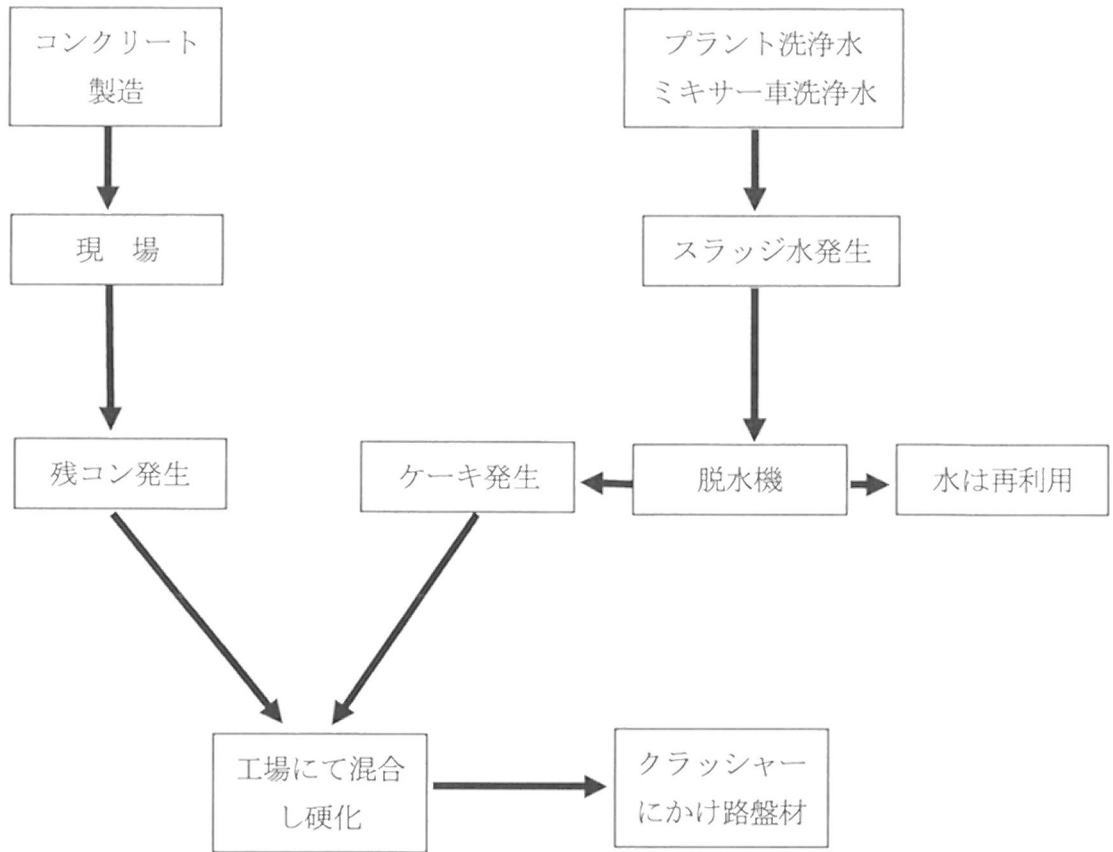 コンクリート
製造
プラント洗浄水
ミキサー車洗浄水
現　場
スラッジ水発生
残コン発生
ケーキ発生
脱水機
水は再利用
工場にて混合
し硬化
クラッシャー
にかけ路盤材